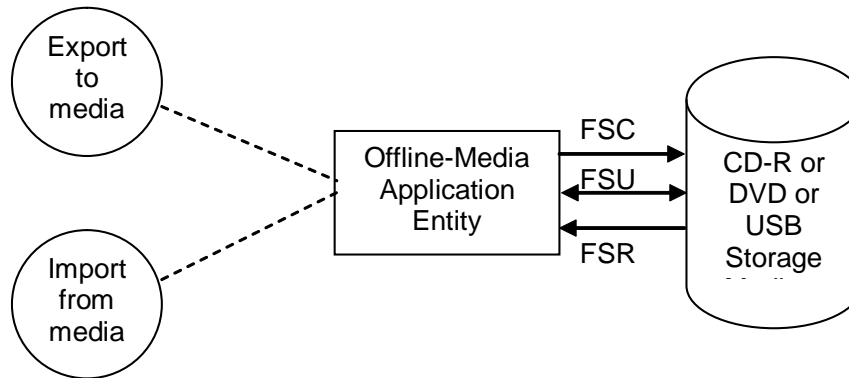 Export
to
media
Offline-Media
Application
Entity
FSC
FSU
FSR
CD-R or
DVD or
USB
Storage
Import
from
media